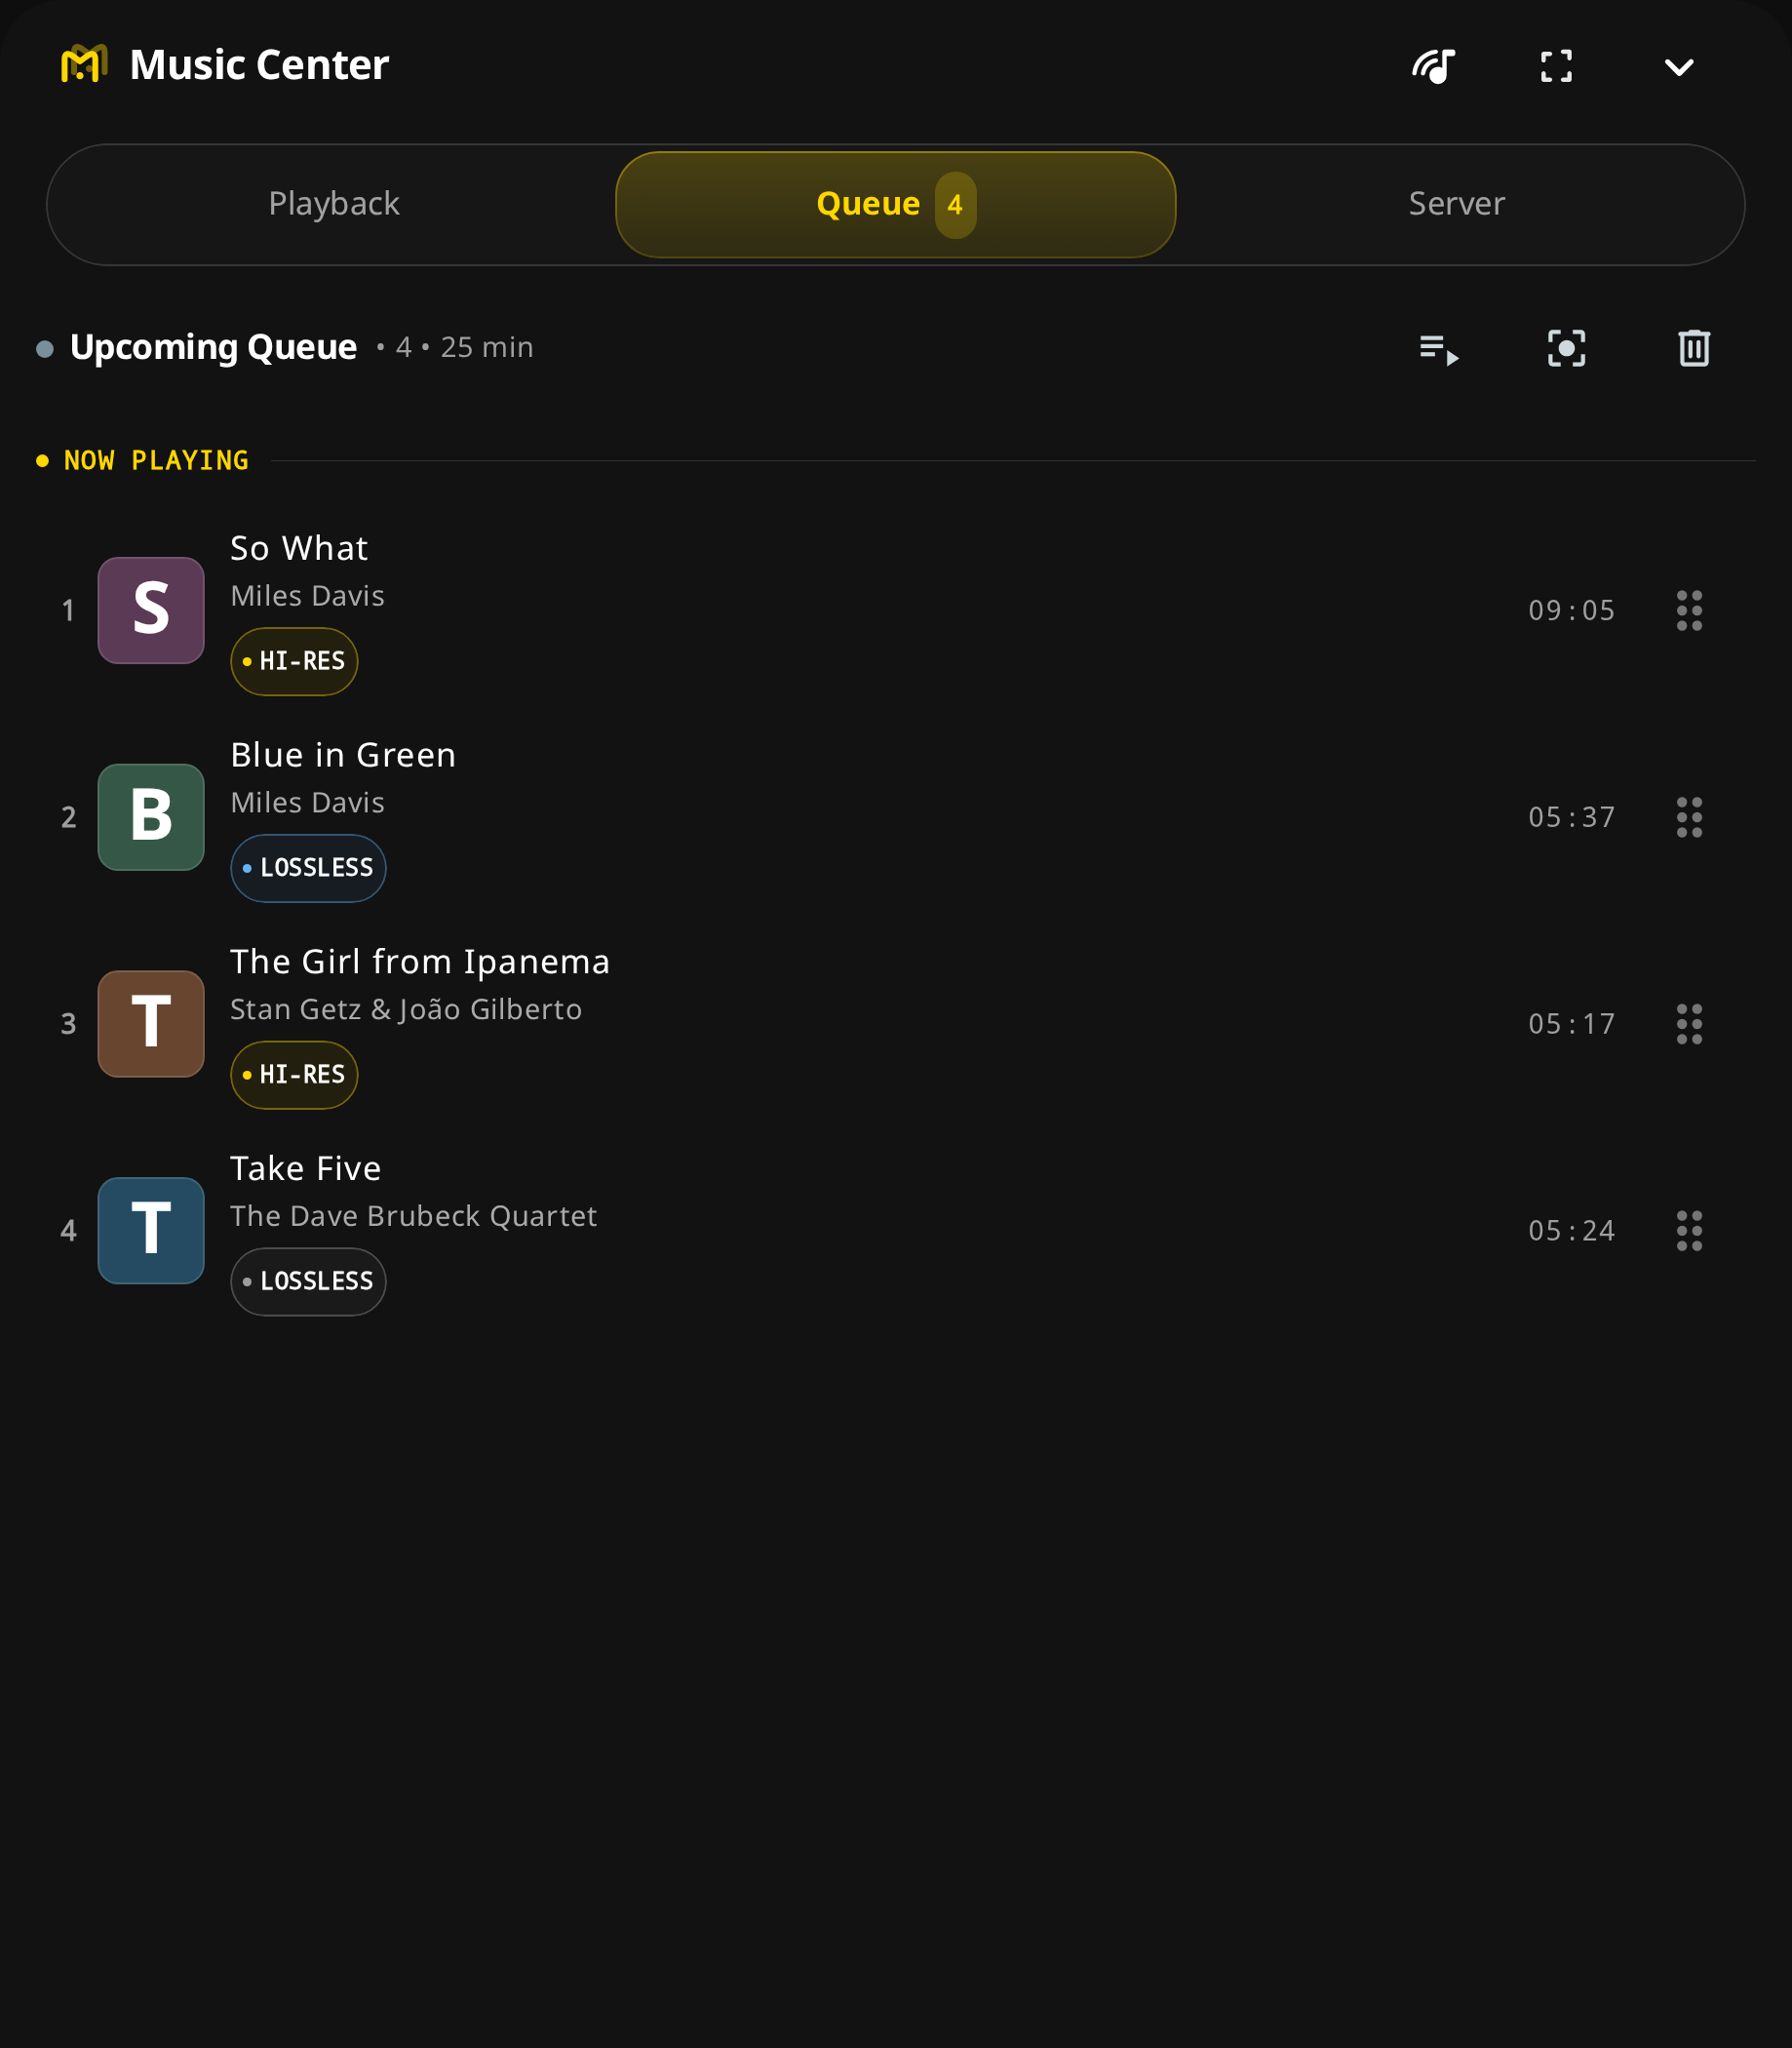 Music Center
Playback
Queue 4
Server
Upcoming Queue • 4 • 25 min
NOW PLAYING
1
S
So What
Miles Davis
HI-RES
09:05
2
B
Blue in Green
Miles Davis
LOSSLESS
05:37
3
T
The Girl from Ipanema
Stan Getz & João Gilberto
HI-RES
05:17
4
T
Take Five
The Dave Brubeck Quartet
LOSSLESS
05:24